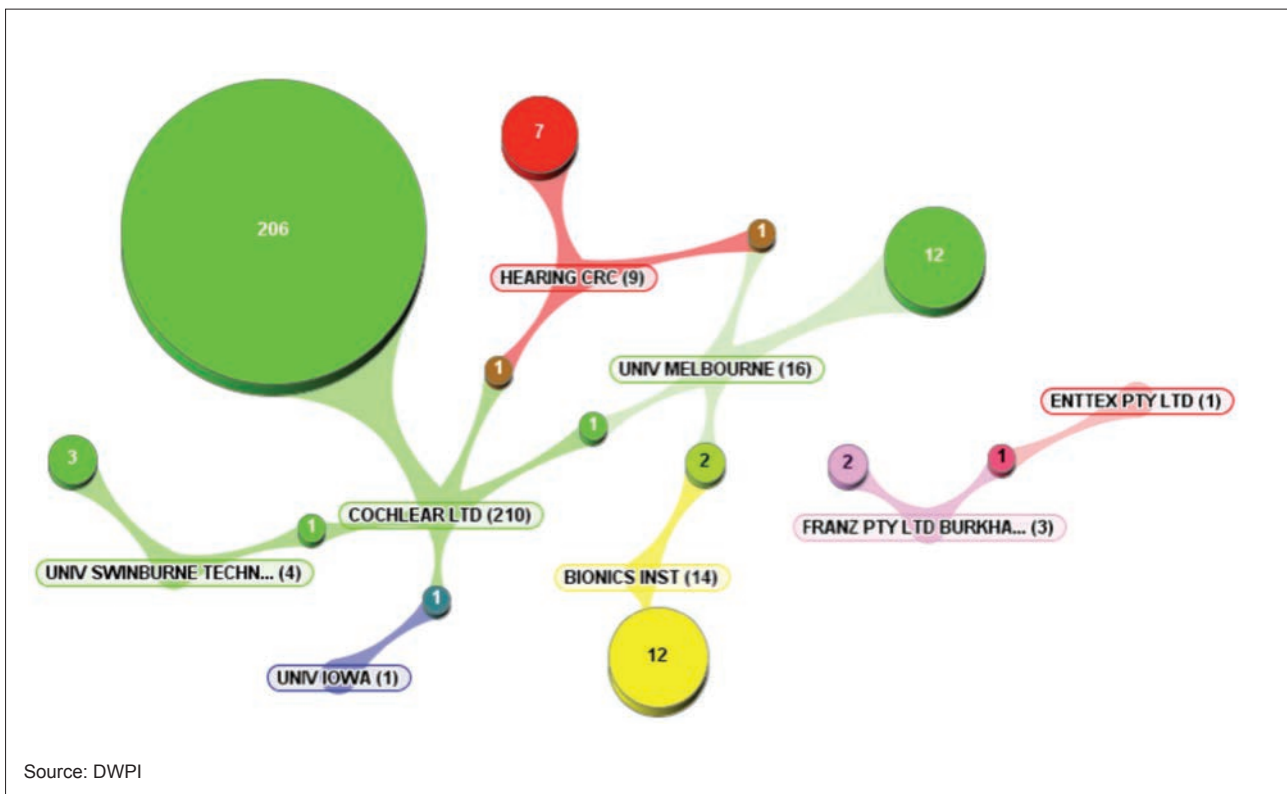 206
7
1
12
HEARING CRC (9)
1
UNIV MELBOURNE (16)
ENTTEX PTY LTD (1)
1
3
2
2
1
COCHLEAR LTD (210)
FRANZ PTY LTD BURKHA... (3)
1
UNIV SWINBURNE TECHN... (4)
BIONICS INST (14)
1
12
UNIV IOWA (1)
Source: DWPI